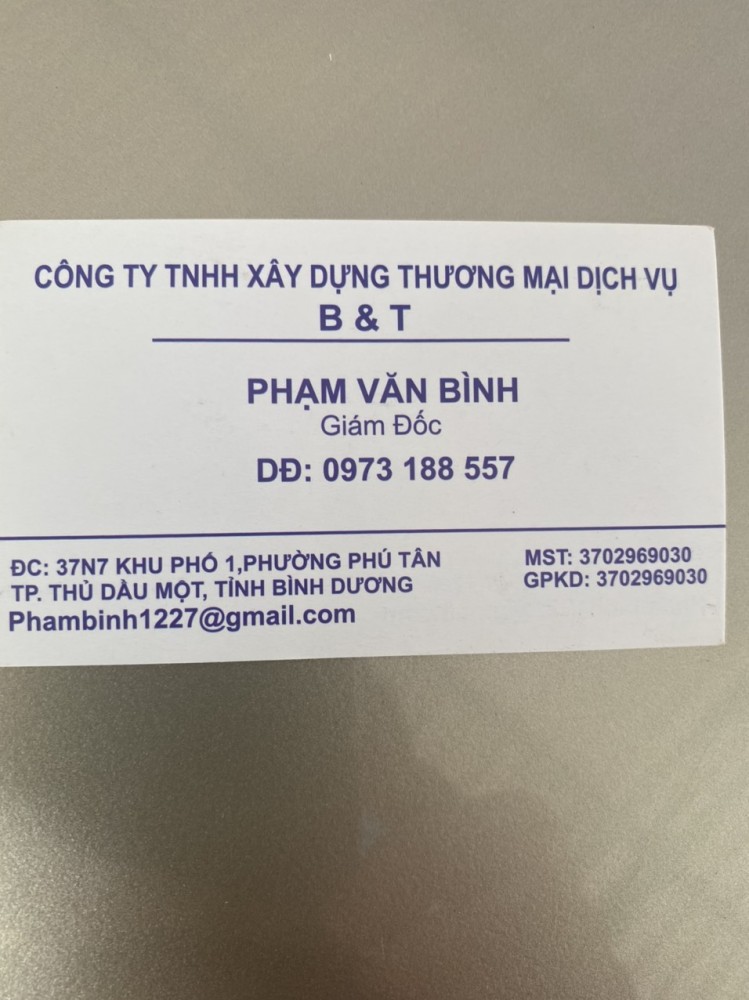 CÔNG TY TNHH XÂY DỰNG THƯƠNG MẠI DỊCH VỤ
B & T
PHẠM VĂN BÌNH
Giám Đốc
DĐ: 0973 188 557
ĐC: 37N7 KHU PHỐ 1,PHƯỜNG PHÚ TÂN
TP. THỦ DẦU MỘT, TỈNH BÌNH DƯƠNG
Phambinh1227@gmail.com
MST: 3702969030
GPKD: 3702969030